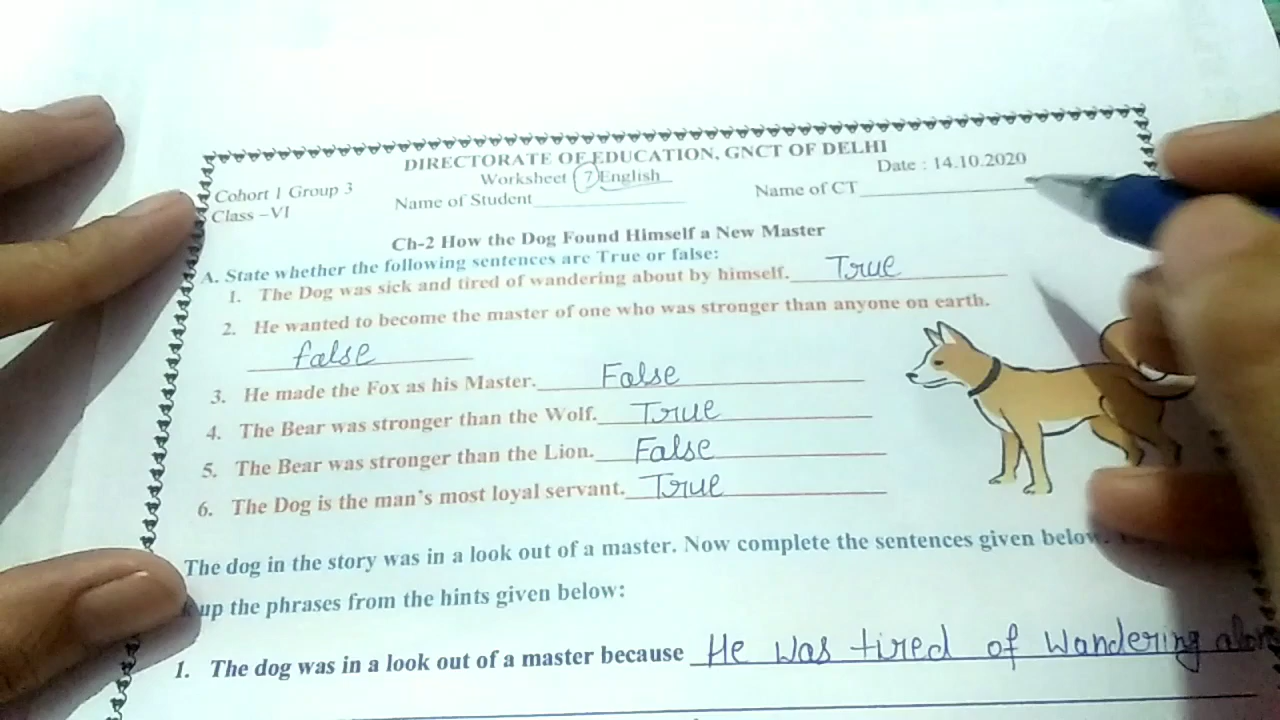 DIRECTORATE OF EDUCATION, GNCT OF DELHI
Worksheet 7 English
Date : 14.10.2020
Cohort 1 Group 3
Class –VI
Name of Student
Name of CT
Ch-2 How the Dog Found Himself a New Master
A. State whether the following sentences are True or false:
1. The Dog was sick and tired of wandering about by himself. True
2. He wanted to become the master of one who was stronger than anyone on earth.
false
3. He made the Fox as his Master. False
4. The Bear was stronger than the Wolf. True
5. The Bear was stronger than the Lion. False
6. The Dog is the man's most loyal servant. True
The dog in the story was in a look out of a master. Now complete the sentences given below.
up the phrases from the hints given below:
1. The dog was in a look out of a master because He was tired of wandering